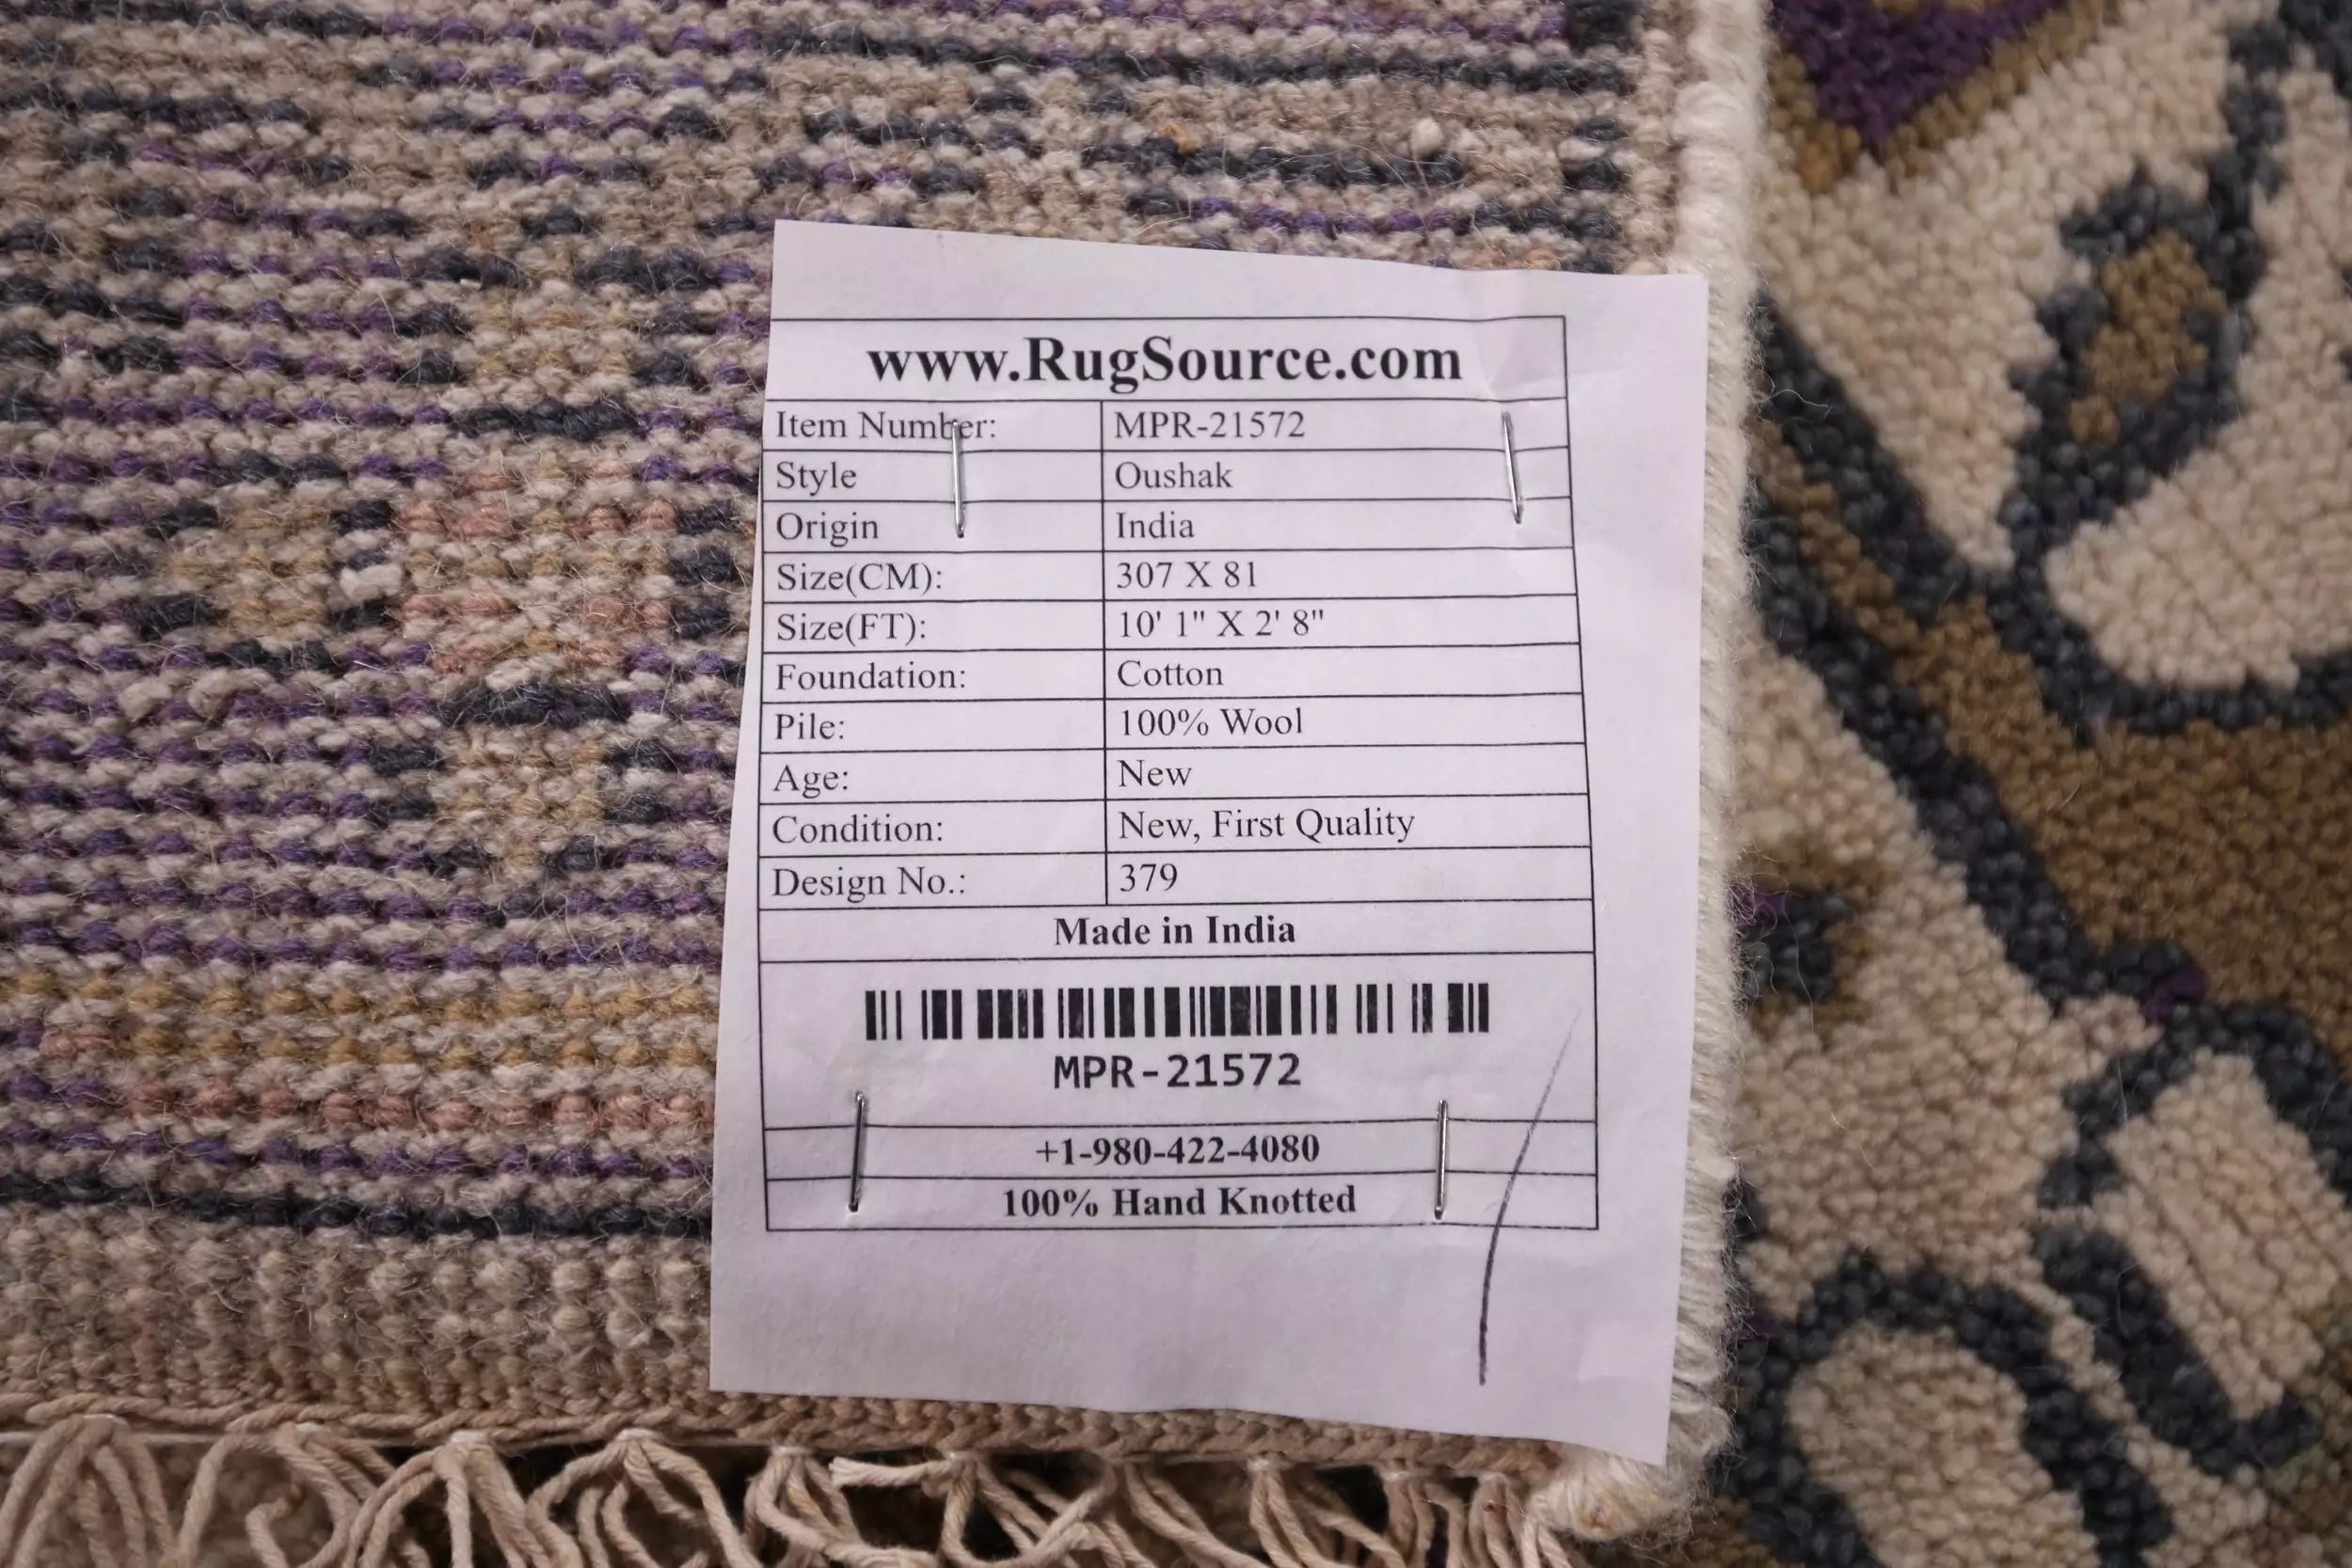 www.RugSource.com
Item Number: MPR-21572
Style Oushak
Origin India
Size(CM): 307 X 81
Size(FT): 10' 1" X 2' 8"
Foundation: Cotton
Pile: 100% Wool
Age: New
Condition: New, First Quality
Design No.: 379
Made in India
MPR-21572
+1-980-422-4080
100% Hand Knotted